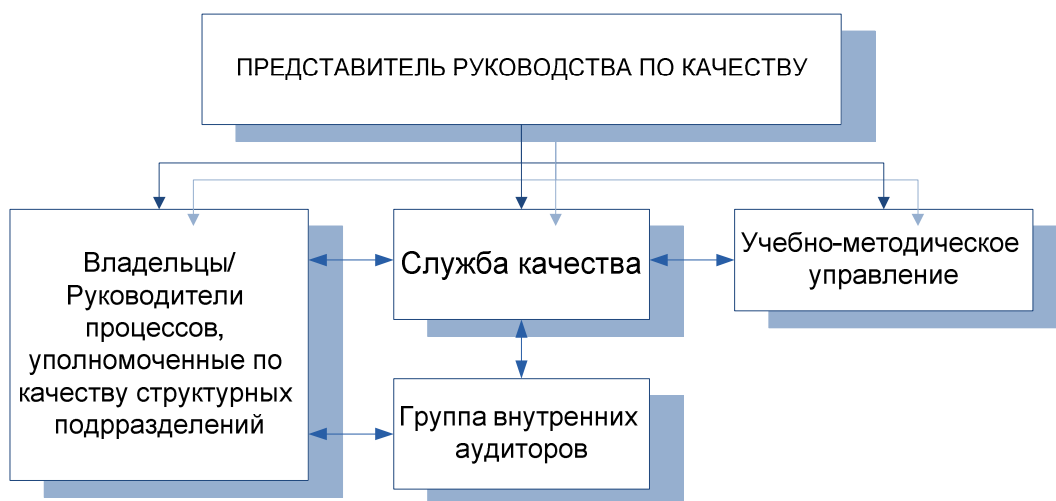 ПРЕДСТАВИТЕЛЬ РУКОВОДСТВА ПО КАЧЕСТВУ
Владельцы/
Руководители
процессов,
уполномоченные по
качеству структурных
подрразделений
Служба качества
Учебно-методическое
управление
Группа внутренних
аудиторов